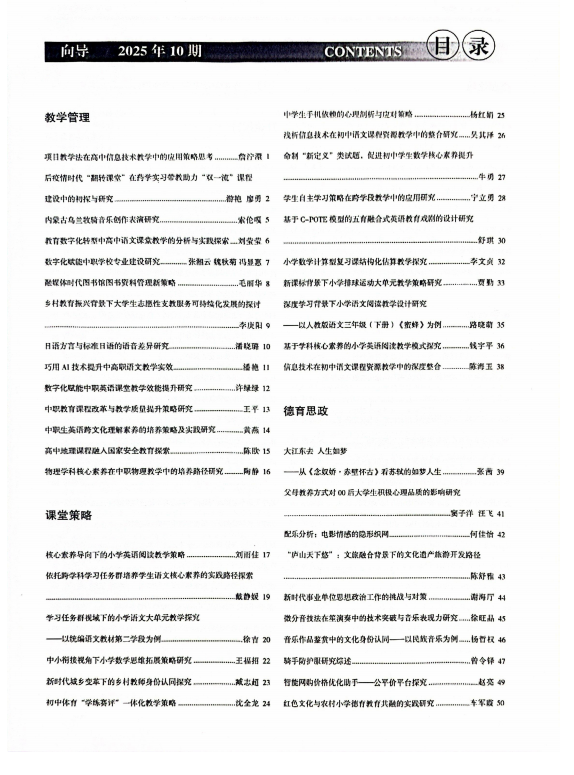 向导 2025年10期 CONTENTS 目录
教学管理
项目教学法在高中信息技术教学中的应用策略思考…………詹泞澴 1
后疫情时代“翻转课堂”在药学实习带教助力“双一流”课程
建设中的初探与研究……………………………游艳 廖勇 2
内蒙古乌兰牧骑音乐创作表演研究…………………索伦嘎 5
教育数字化转型中高中语文课堂教学的分析与实践探索…刘莹莹 6
数字化赋能中职学校专业建设研究…………张湘云 魏秋菊 冯显惠 7
融媒体时代图书馆图书资料管理新策略………………毛丽华 8
乡村教育振兴背景下大学生志愿性支教服务可持续化发展的探讨
……………………………………………………李庚阳 9
日语方言与标准日语的语音差异研究…………………潘晓璐 10
巧用AI技术提升中高职语文教学实效…………………潘艳 11
数字化赋能中职英语课堂教学效能提升研究…………许绿绿 12
中职教育课程改革与教学质量提升策略研究…………王平 13
中职生英语跨文化理解素养的培养策略及实践研究……黄燕 14
高中地理课程融入国家安全教育探索…………………陈欣 15
物理学科核心素养在中职物理教学中的培养路径研究……陶静 16
课堂策略
核心素养导向下的小学英语阅读教学策略……………刘雨佳 17
依托跨学科学习任务群培养学生语文核心素养的实践路径探索
……………………………………………………戴静媛 19
学习任务群视域下的小学语文大单元教学探究
——以统编语文教材第二学段为例……………………徐青 20
中小衔接视角下小学数学思维拓展策略研究…………王福招 22
新时代城乡变革下的乡村教师身份认同探究…………臧志超 23
初中体育“学练赛评”一体化教学策略………………沈金龙 24
中学生手机依赖的心理剖析与应对策略………………杨红娟 25
浅析信息技术在初中语文课程资源教学中的整合研究…吴其泽 26
命制“新定义”类试题，促进初中学生数学核心素养提升
……………………………………………………牛勇 27
学生自主学习策略在跨学段教学中的应用研究………宁立勇 28
基于C-POTE模型的五育融合式英语教育戏剧的设计研究
……………………………………………………舒琪 30
小学数学计算型复习课结构化估算教学探究…………李文贞 32
新课标背景下小学排球运动大单元教学策略研究………贾勤 33
深度学习背景下小学语文阅读教学设计研究
——以人教版语文三年级（下册）《蜜蜂》为例………路晓萌 35
基于学科核心素养的小学英语阅读教学模式探究………钱宇平 36
信息技术在初中语文课程资源教学中的深度整合………陈海玉 38
德育思政
大江东去 人生如梦
——从《念奴娇·赤壁怀古》看苏轼的如梦人生…………张茜 39
父母教养方式对00后大学生积极心理品质的影响研究
……………………………………………窦子洋 汪飞 41
配乐分析：电影情感的隐形织网………………………何佳怡 42
“庐山天下悠”：文旅融合背景下的文化遗产旅游开发路径
……………………………………………………陈舒雅 43
新时代事业单位思想政治工作的挑战与对策…………谢海厅 44
微分音技法在笙演奏中的技术突破与音乐表现力研究……徐旺晶 45
音乐作品鉴赏中的文化身份认同——以民族音乐为例……杨哲权 46
骑手防护服研究综述……………………………………曾令铎 47
智能网购价格优化助手——公平价平台探究……………赵亮 49
红色文化与农村小学德育教育共融的实践研究…………车军霞 50